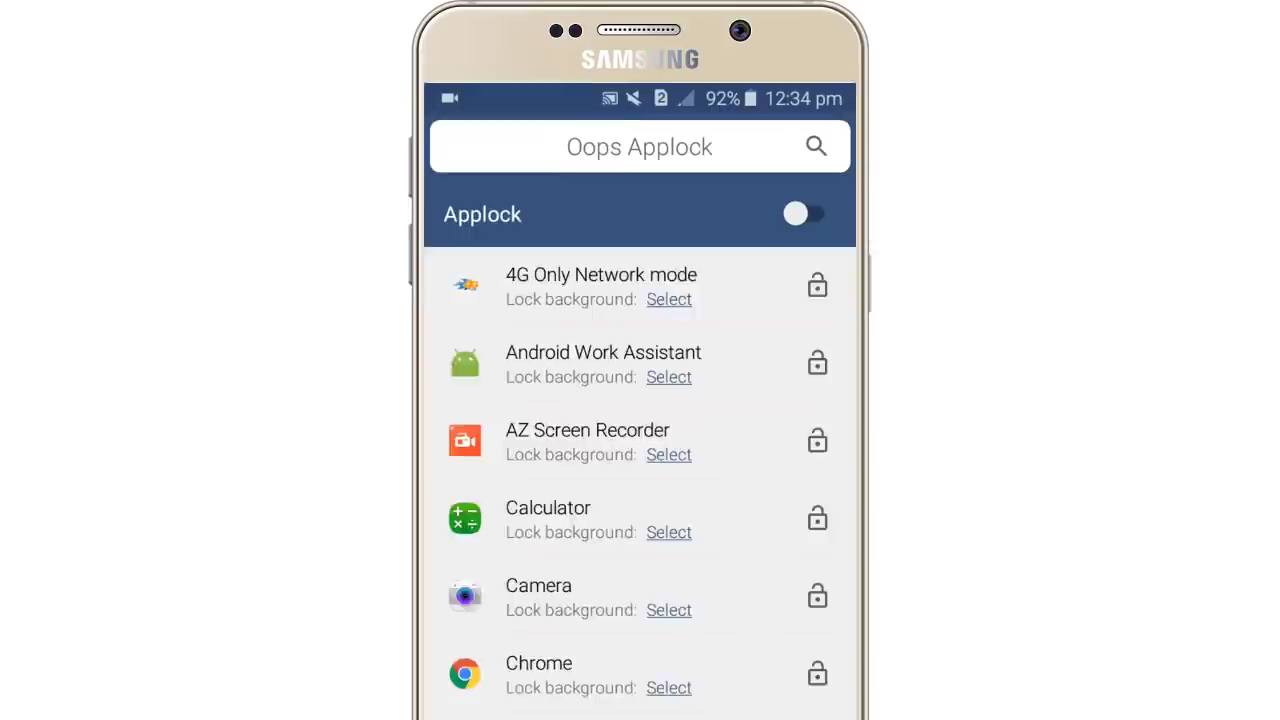 SAMSUNG
2 92% 12:34 pm
Oops Applock
Applock
4G Only Network mode
Lock background: Select
Android Work Assistant
Lock background: Select
AZ Screen Recorder
Lock background: Select
Calculator
Lock background: Select
Camera
Lock background: Select
Chrome
Lock background: Select